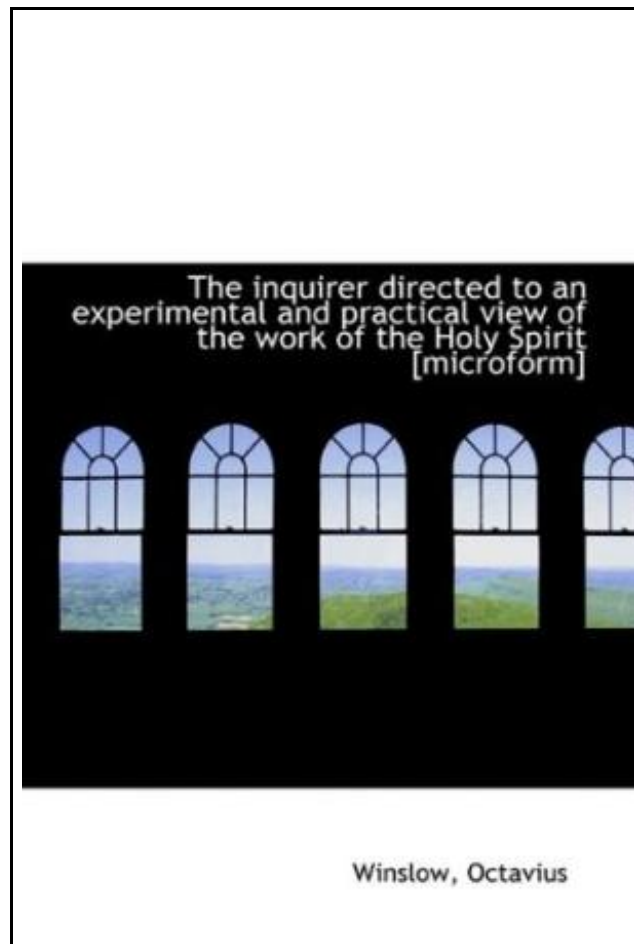 The inquirer directed to an
experimental and practical view of
the work of the Holy Spirit
[microform]
Winslow, Octavius